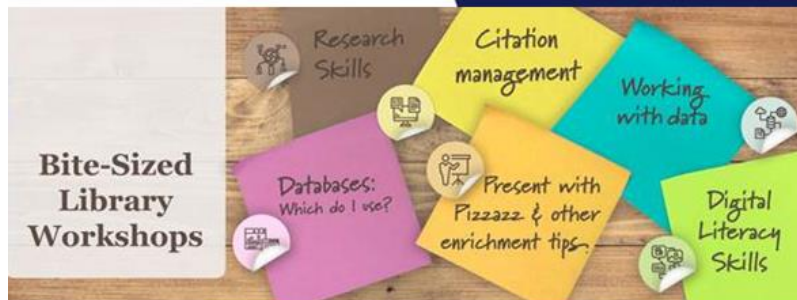 Bite-Sized
Library
Workshops
Research
Skills
Citation
management
Working
with data
Databases:
Which do I use?
Present with
Pizzazz & other
enrichment tips.
Digital
Literacy
Skills